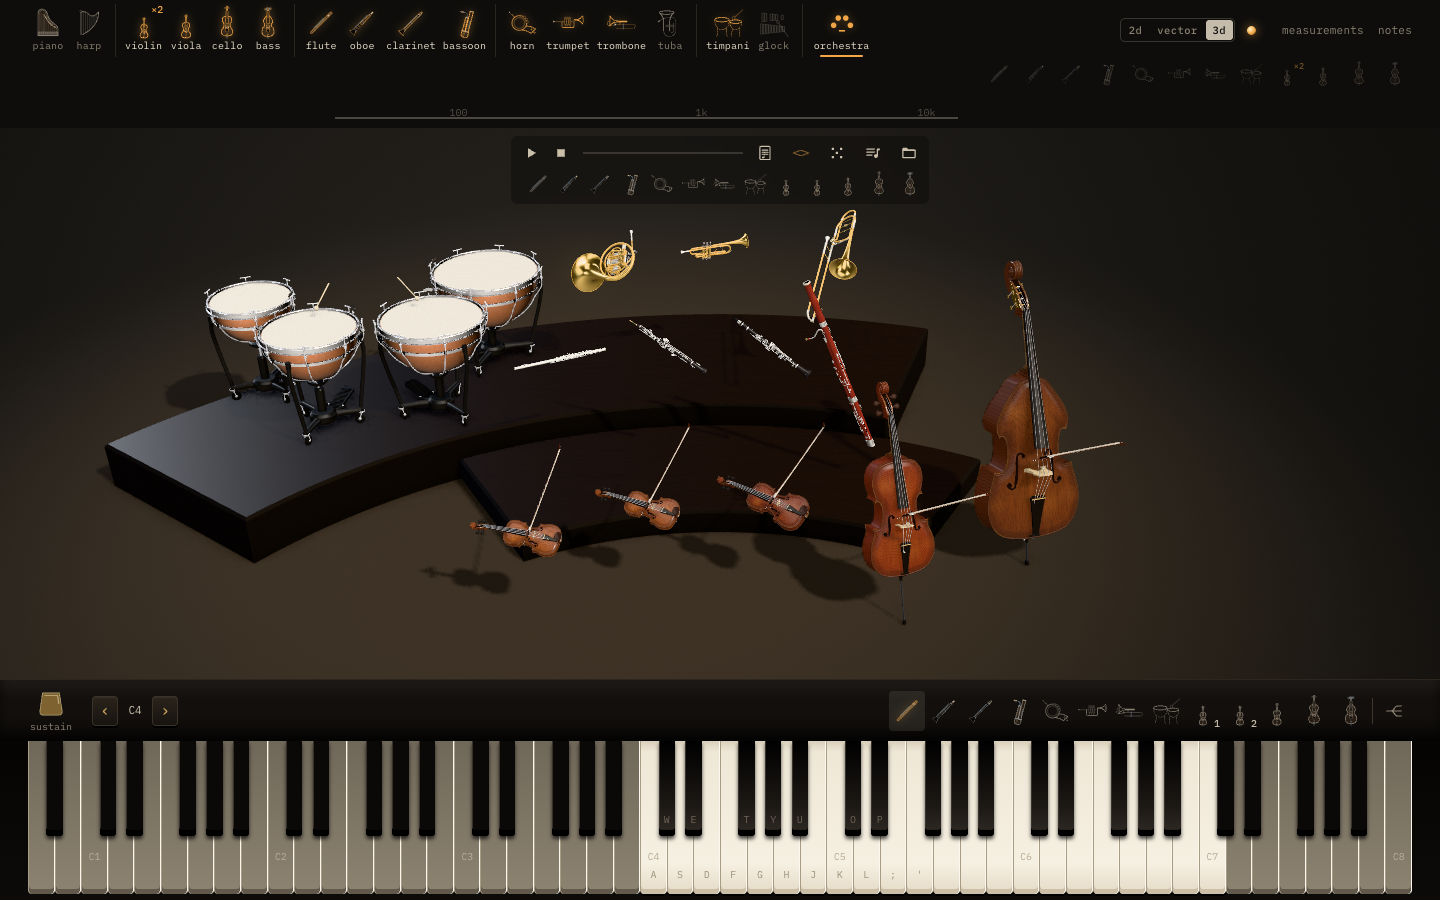 ×2
piano harp violin viola cello bass flute oboe clarinet bassoon horn trumpet trombone tuba timpani glock orchestra
2d vector 3d measurements notes
×2
100 1k 10k
sustain
C4
1 2
W E T Y U O P
C1 C2 C3 C4 C5 C6 C7 C8
A S D F G H J K L ; '